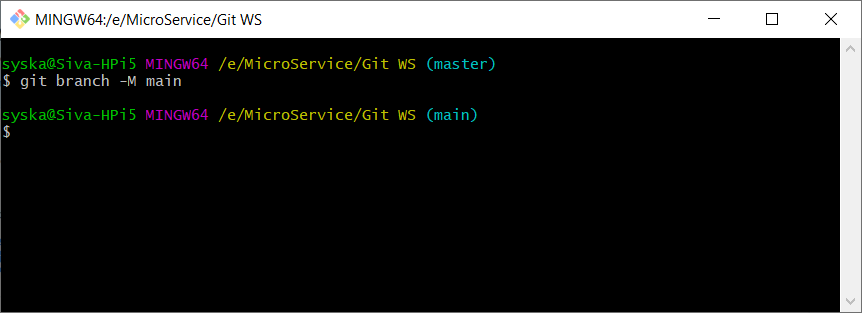 MINGW64:/e/MicroService/Git WS
syska@Siva-HPi5 MINGW64 /e/MicroService/Git WS (master)
$ git branch -M main
syska@Siva-HPi5 MINGW64 /e/MicroService/Git WS (main)
$